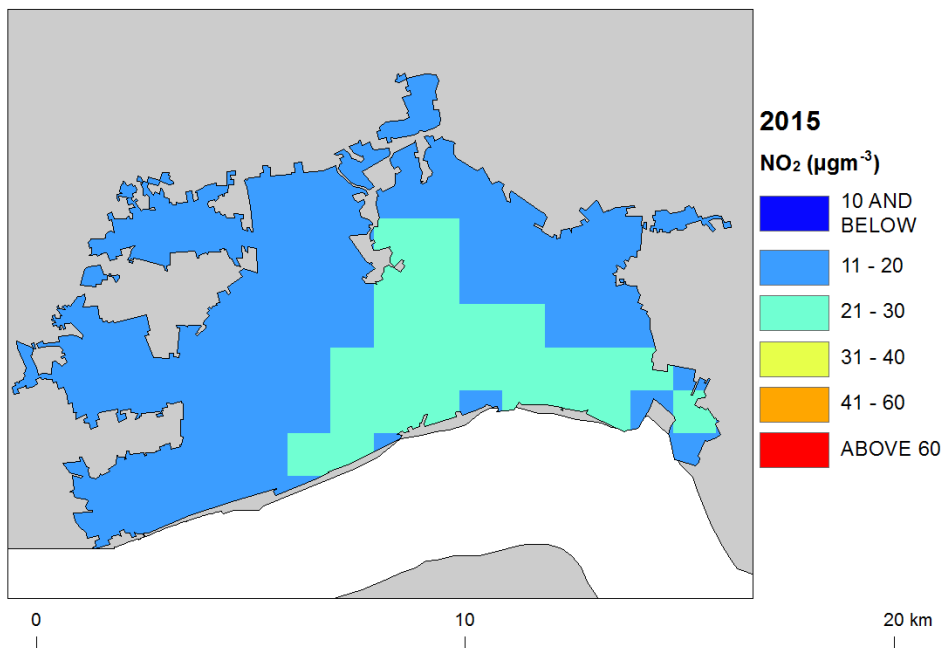 2015
NO₂ (µgm⁻³)
10 AND
BELOW
11 - 20
21 - 30
31 - 40
41 - 60
ABOVE 60
0 10 20 km